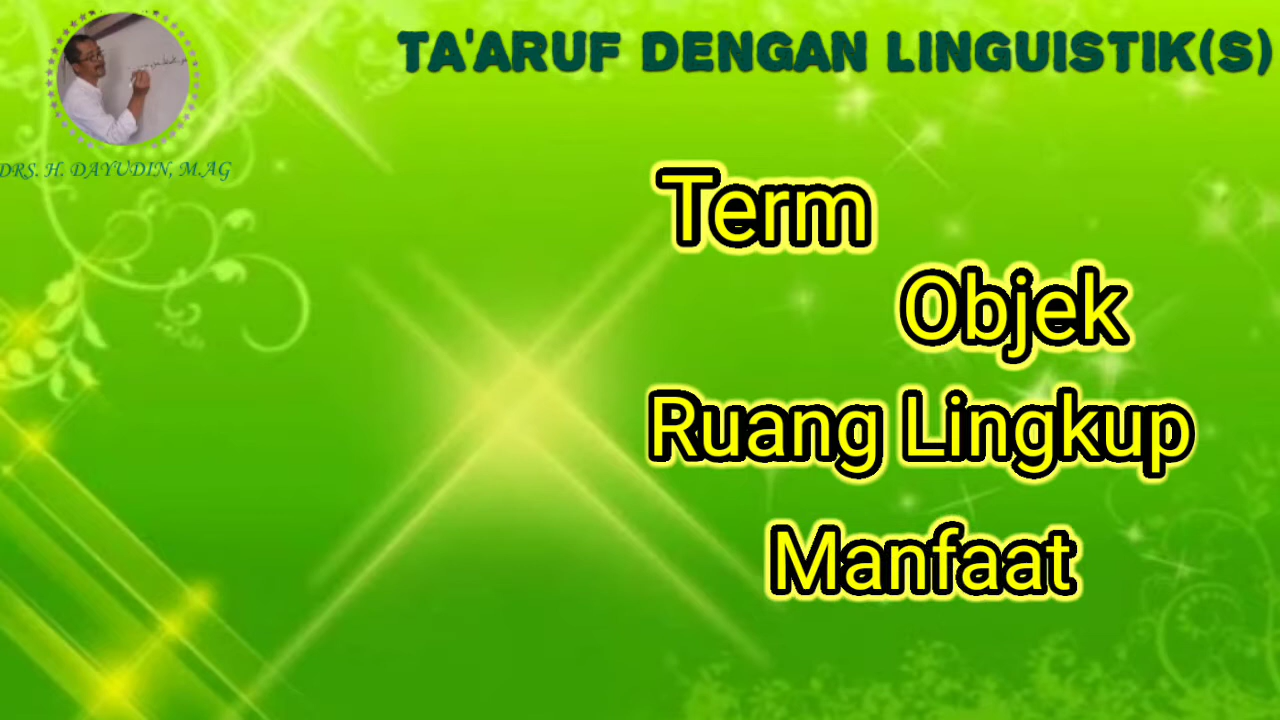 TA'ARUF DENGAN LINGUISTIK(S)
DRS. H. DAYUDIN, M.AG
Term
Objek
Ruang Lingkup
Manfaat